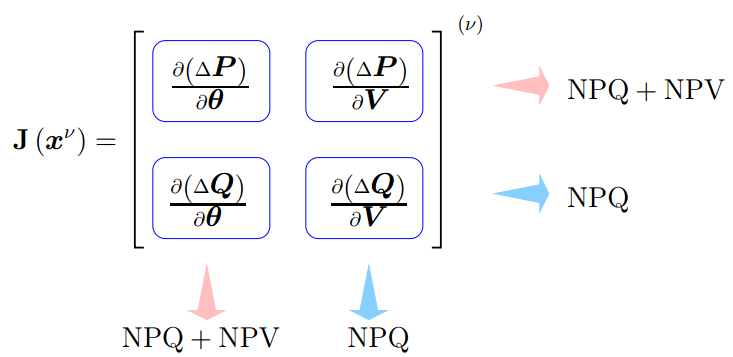 (ν)
∂(ΔP)/∂θ ∂(ΔP)/∂V
NPQ + NPV
J (x^ν) =
∂(ΔQ)/∂θ ∂(ΔQ)/∂V
NPQ
NPQ + NPV NPQ